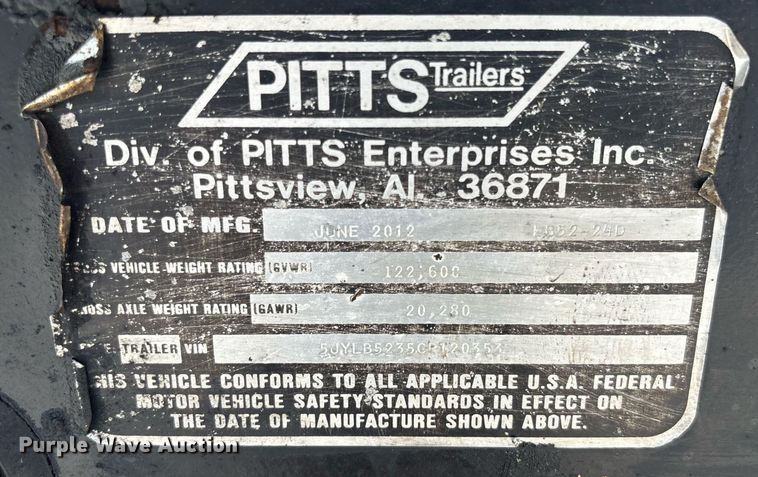 PITTS Trailers
Div. of PITTS Enterprises Inc.
Pittsview, Al. 36871
DATE OF MFG. JUNE 2012
VEHICLE WEIGHT RATING (GVWR) 122,600
AXLE WEIGHT RATING (GAWR) 20,280
TRAILER VIN
THIS VEHICLE CONFORMS TO ALL APPLICABLE U.S.A. FEDERAL
MOTOR VEHICLE SAFETY STANDARDS IN EFFECT ON
THE DATE OF MANUFACTURE SHOWN ABOVE.
Purple Wave Auction